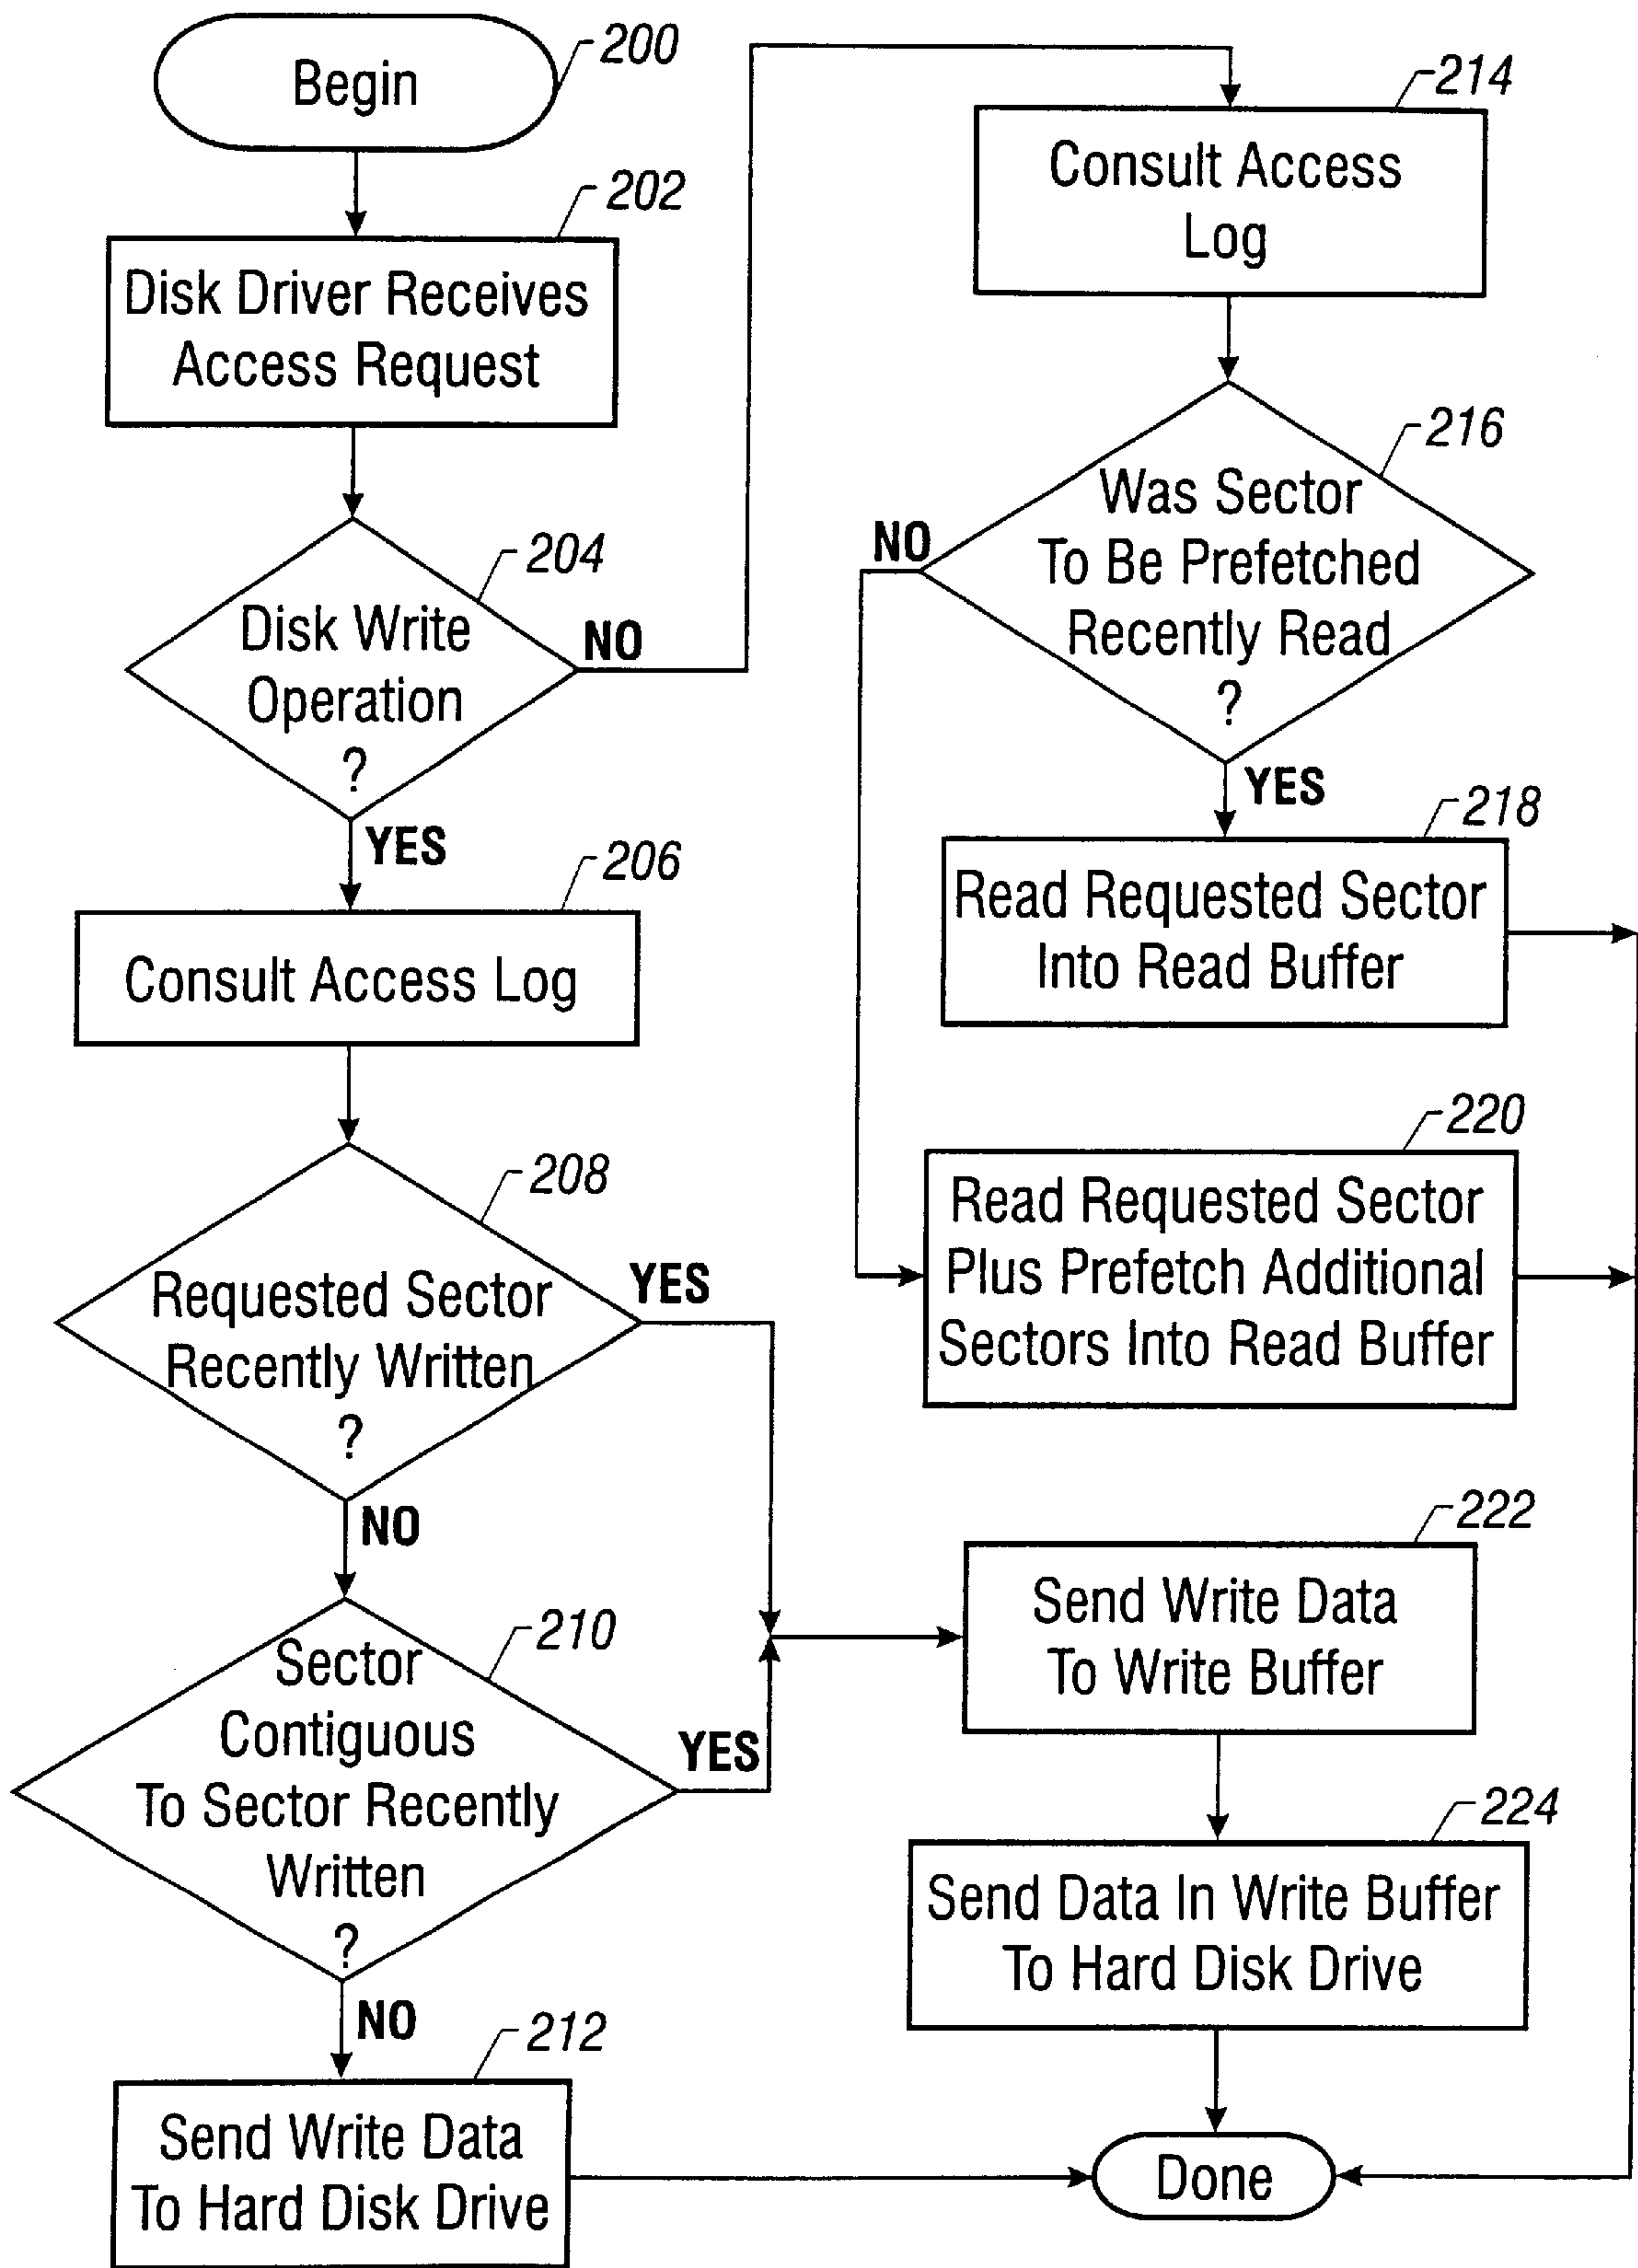 Begin
200
202
Disk Driver Receives
Access Request
204
Disk Write
Operation
?
NO
YES
206
Consult Access Log
208
Requested Sector
Recently Written
?
YES
NO
210
Sector
Contiguous
To Sector Recently
Written
?
YES
NO
212
Send Write Data
To Hard Disk Drive
214
Consult Access
Log
216
Was Sector
To Be Prefetched
Recently Read
?
NO
YES
218
Read Requested Sector
Into Read Buffer
220
Read Requested Sector
Plus Prefetch Additional
Sectors Into Read Buffer
222
Send Write Data
To Write Buffer
224
Send Data In Write Buffer
To Hard Disk Drive
Done